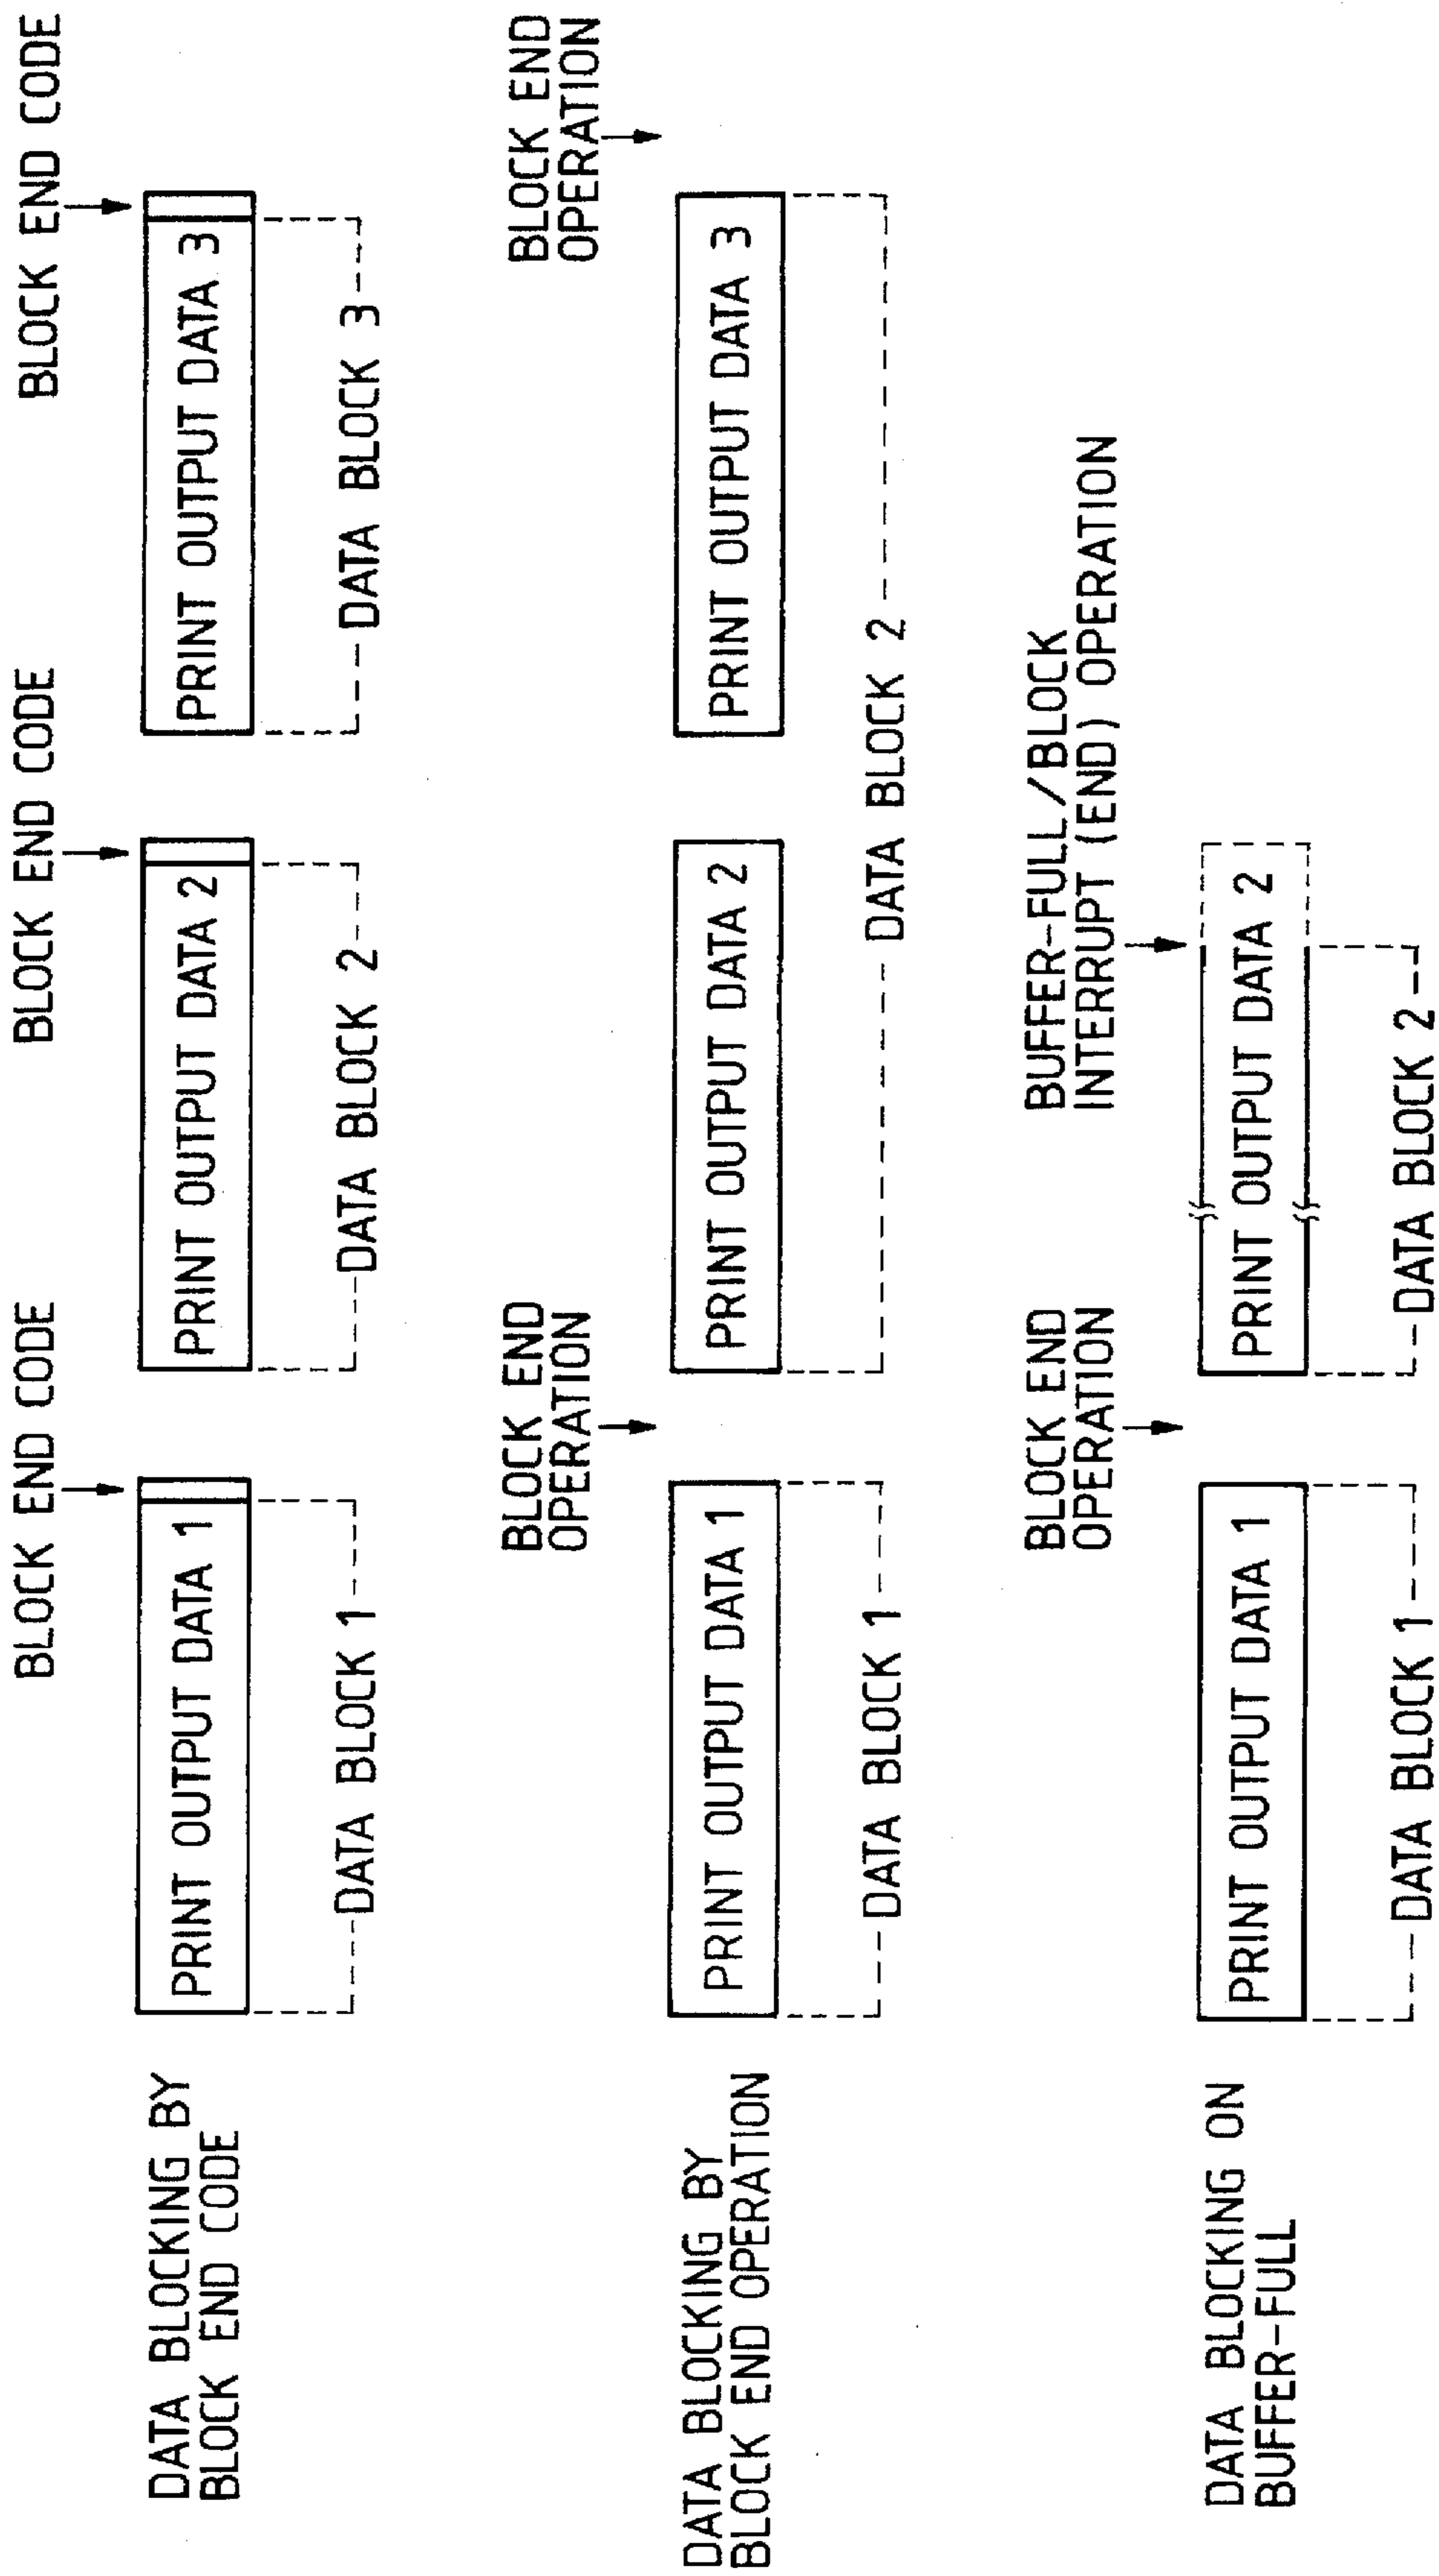 BLOCK END CODE
BLOCK END CODE
BLOCK END CODE
DATA BLOCKING BY
BLOCK END CODE
PRINT OUTPUT DATA 1
PRINT OUTPUT DATA 2
PRINT OUTPUT DATA 3
DATA BLOCK 1
DATA BLOCK 2
DATA BLOCK 3
BLOCK END
OPERATION
BLOCK END
OPERATION
DATA BLOCKING BY
BLOCK END OPERATION
PRINT OUTPUT DATA 1
PRINT OUTPUT DATA 2
PRINT OUTPUT DATA 3
DATA BLOCK 1
DATA BLOCK 2
BLOCK END
OPERATION
BUFFER-FULL/BLOCK
INTERRUPT (END) OPERATION
DATA BLOCKING ON
BUFFER-FULL
PRINT OUTPUT DATA 1
PRINT OUTPUT DATA 2
DATA BLOCK 1
DATA BLOCK 2